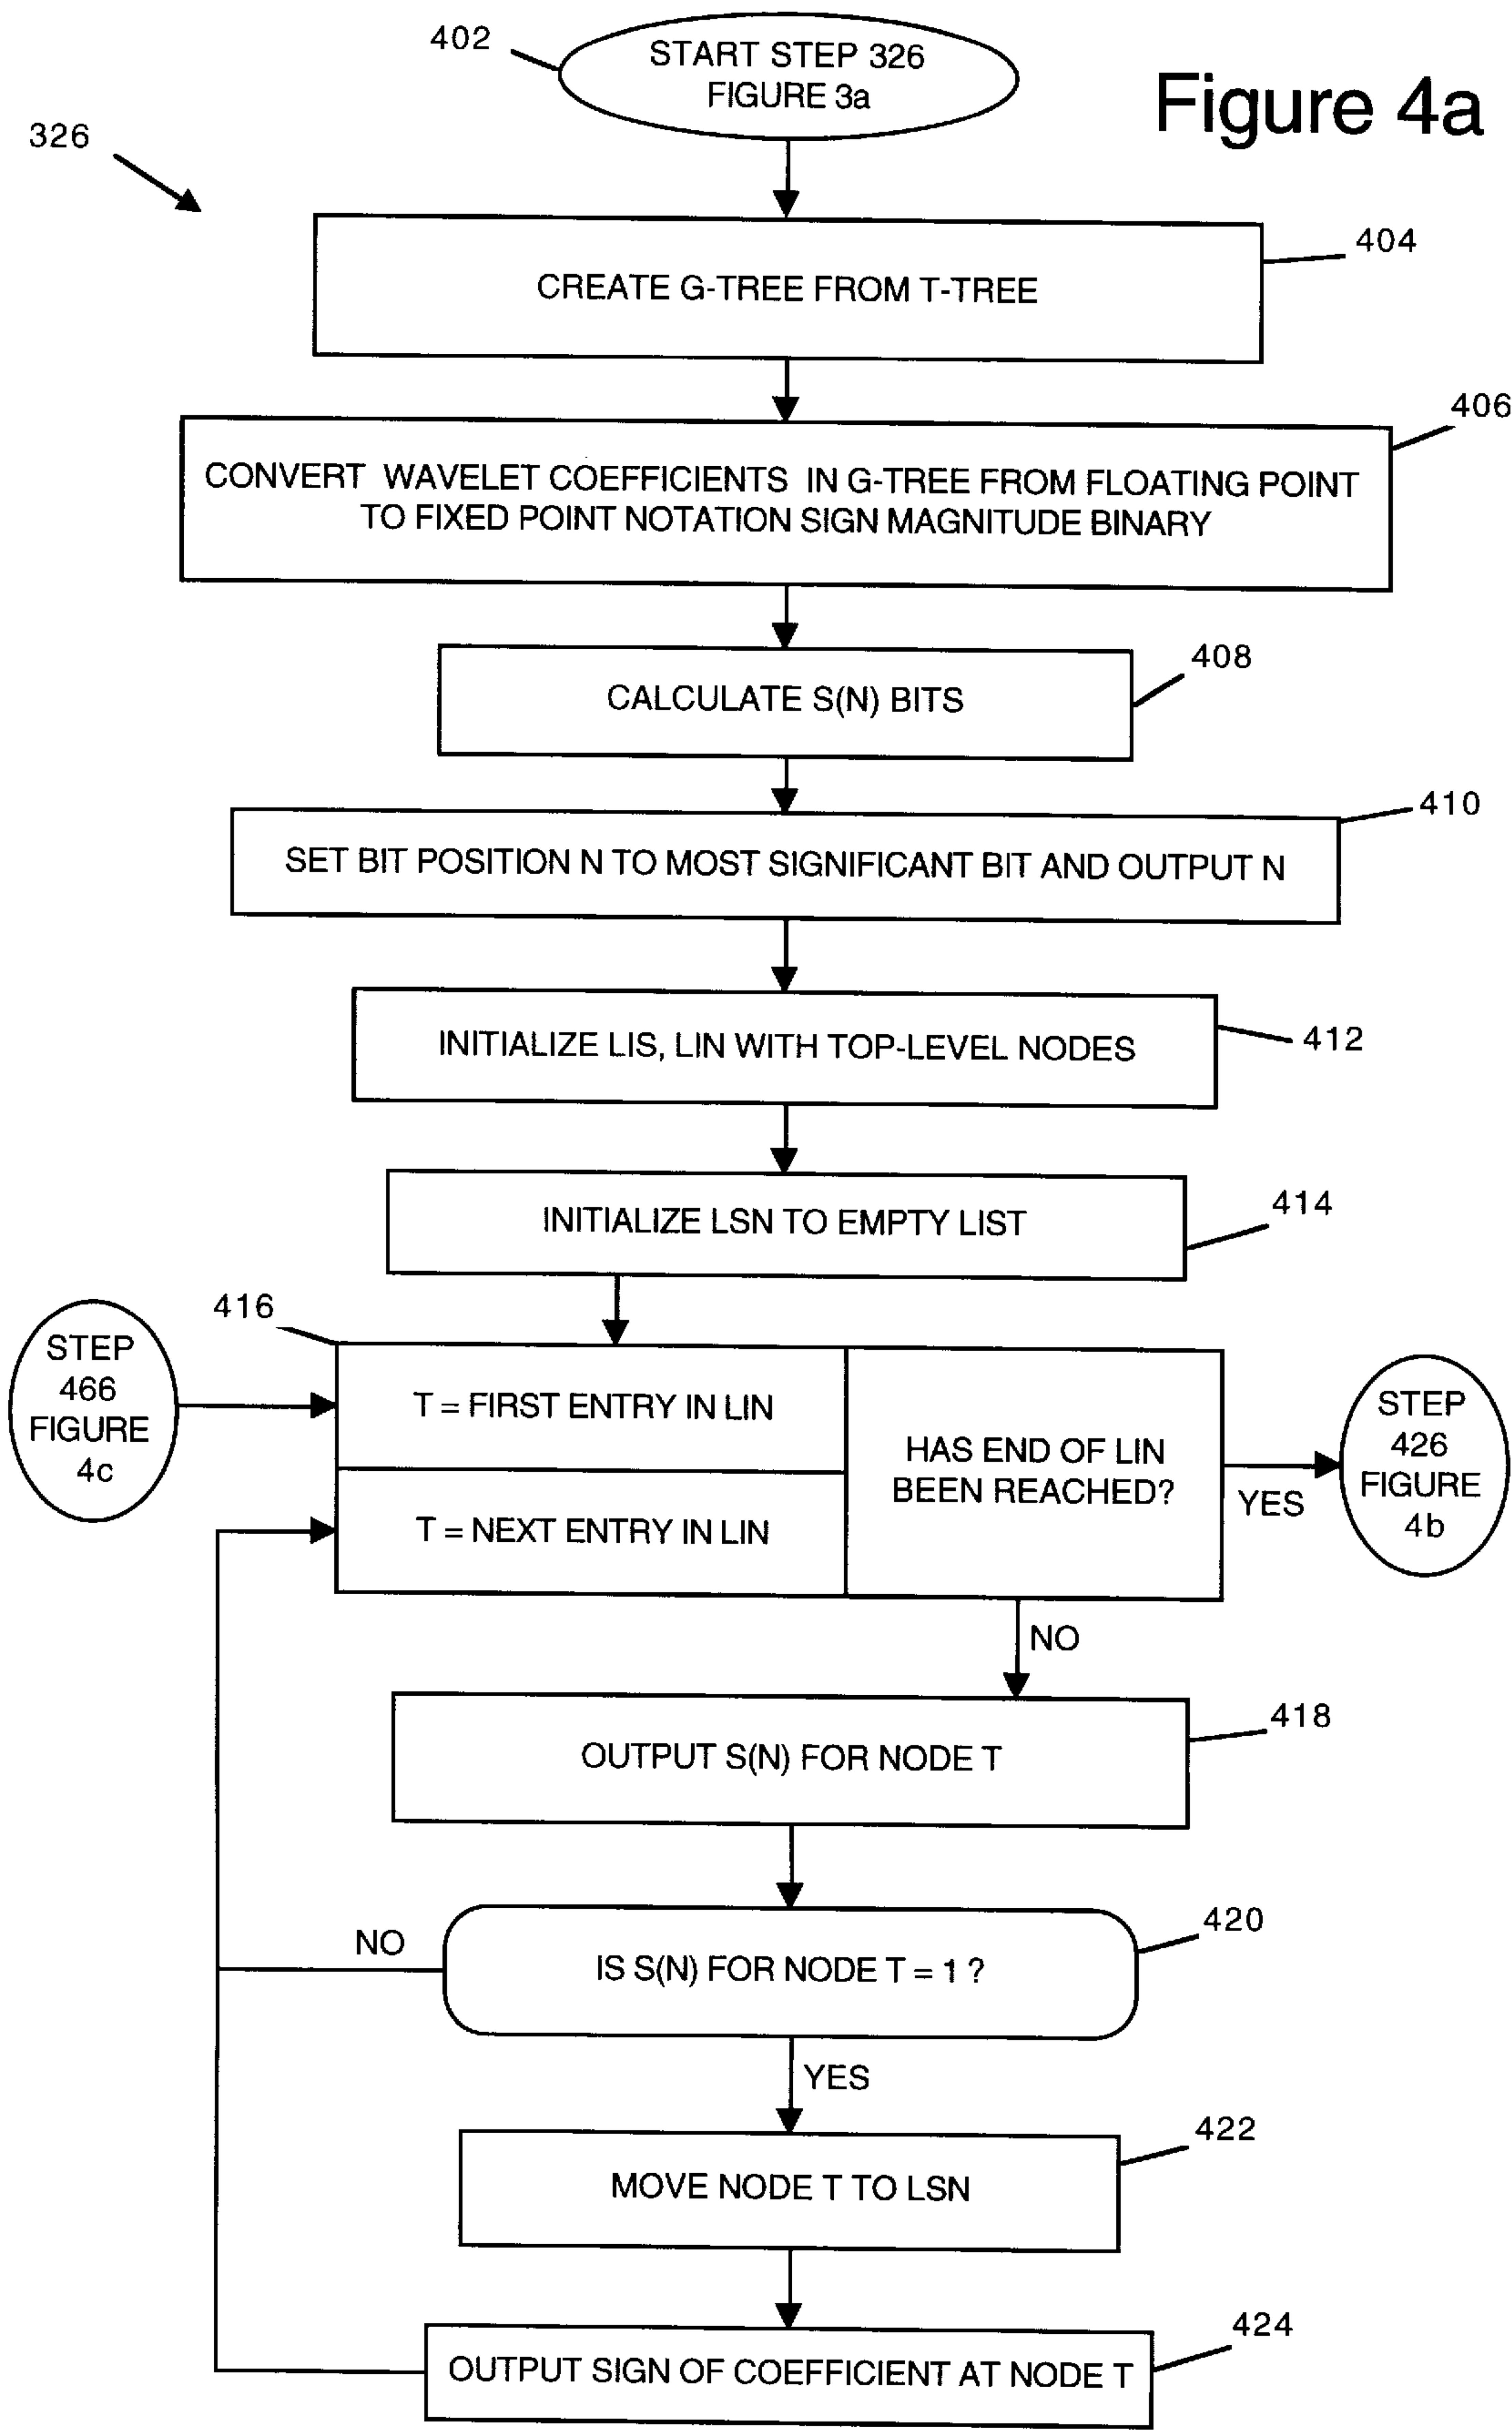 402
START STEP 326
FIGURE 3a
Figure 4a
326
404
CREATE G-TREE FROM T-TREE
406
CONVERT WAVELET COEFFICIENTS IN G-TREE FROM FLOATING POINT
TO FIXED POINT NOTATION SIGN MAGNITUDE BINARY
408
CALCULATE S(N) BITS
410
SET BIT POSITION N TO MOST SIGNIFICANT BIT AND OUTPUT N
INITIALIZE LIS, LIN WITH TOP-LEVEL NODES
412
414
INITIALIZE LSN TO EMPTY LIST
416
STEP
466
FIGURE
4c
T = FIRST ENTRY IN LIN
T = NEXT ENTRY IN LIN
HAS END OF LIN
BEEN REACHED?
YES
STEP
426
FIGURE
4b
NO
418
OUTPUT S(N) FOR NODE T
420
NO
IS S(N) FOR NODE T = 1 ?
YES
422
MOVE NODE T TO LSN
424
OUTPUT SIGN OF COEFFICIENT AT NODE T